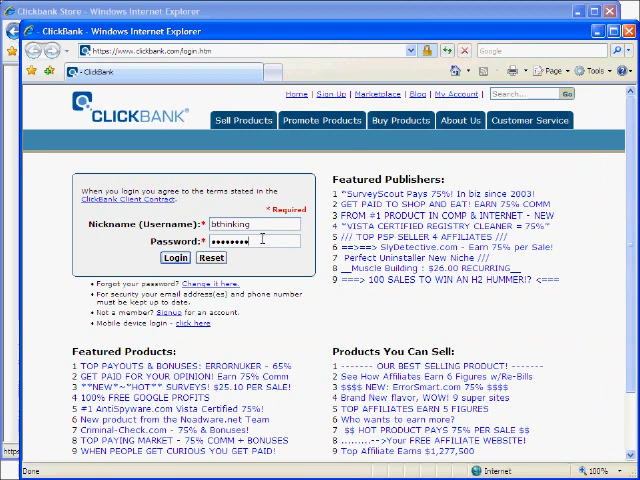 Clickbank Store - Windows Internet Explorer
- ClickBank - Windows Internet Explorer
https://www.clickbank.com/login.htm
Google
- ClickBank
Page
Tools
Home | Sign Up | Marketplace | Blog | My Account |
Search...
Go
CLICKBANK
Sell Products
Promote Products
Buy Products
About Us
Customer Service
When you login you agree to the terms stated in the
ClickBank Client Contract.
* Required
Nickname (Username):* bthinking
Password:* ••••••••
Login
Reset
• Forgot your password? Change it here.
• For security your email address(es) and phone number
must be kept up to date.
• Not a member? Signup for an account.
• Mobile device login - click here
Featured Publishers:
1 ^SurveyScout Pays 75%! In biz since 2003!
2 GET PAID TO SHOP AND EAT! EARN 75% COMM
3 FROM #1 PRODUCT IN COMP & INTERNET - NEW
4 ^VISTA CERTIFIED REGISTRY CLEANER = 75%^
5 /// TOP PSP SELLER 4 AFFILIATES ///
6 ==>==> SlyDetective.com - Earn 75% per Sale!
7 Perfect Uninstaller New Niche ///
8 __Muscle Building : $26.00 RECURRING__
9 ===> 100 SALES TO WIN AN H2 HUMMER!? <===
Featured Products:
1 TOP PAYOUTS & BONUSES: ERRORNUKER - 65%
2 GET PAID FOR YOUR OPINION! Earn 75% Comm
3 **NEW*~*HOT** SURVEYS! $25.10 PER SALE!
4 100% FREE GOOGLE PROFITS
5 #1 AntiSpyware.com Vista Certified 75%!
6 New product from the Noadware.net Team
7 Criminal-Check.com - 75% & Bonuses!
8 TOP PAYING MARKET - 75% COMM + BONUSES
9 WHEN PEOPLE GET CURIOUS YOU GET PAID!
Products You Can Sell:
1 ------- OUR BEST SELLING PRODUCT! -------
2 See How Affiliates Earn 6 Figures w/Re-Bills
3 $$$$ NEW: ErrorSmart.com 75% $$$$
4 Brand New flavor, WOW! 9 super sites
5 TOP AFFILIATES EARN 5 FIGURES
6 Who wants to earn more?
7 $$ HOT PRODUCT PAYS 75% PER SALE $$
8 .........-->Your FREE AFFILIATE WEBSITE!
9 Top Affiliate Earns $1,277,500
https
Done
Internet
100%